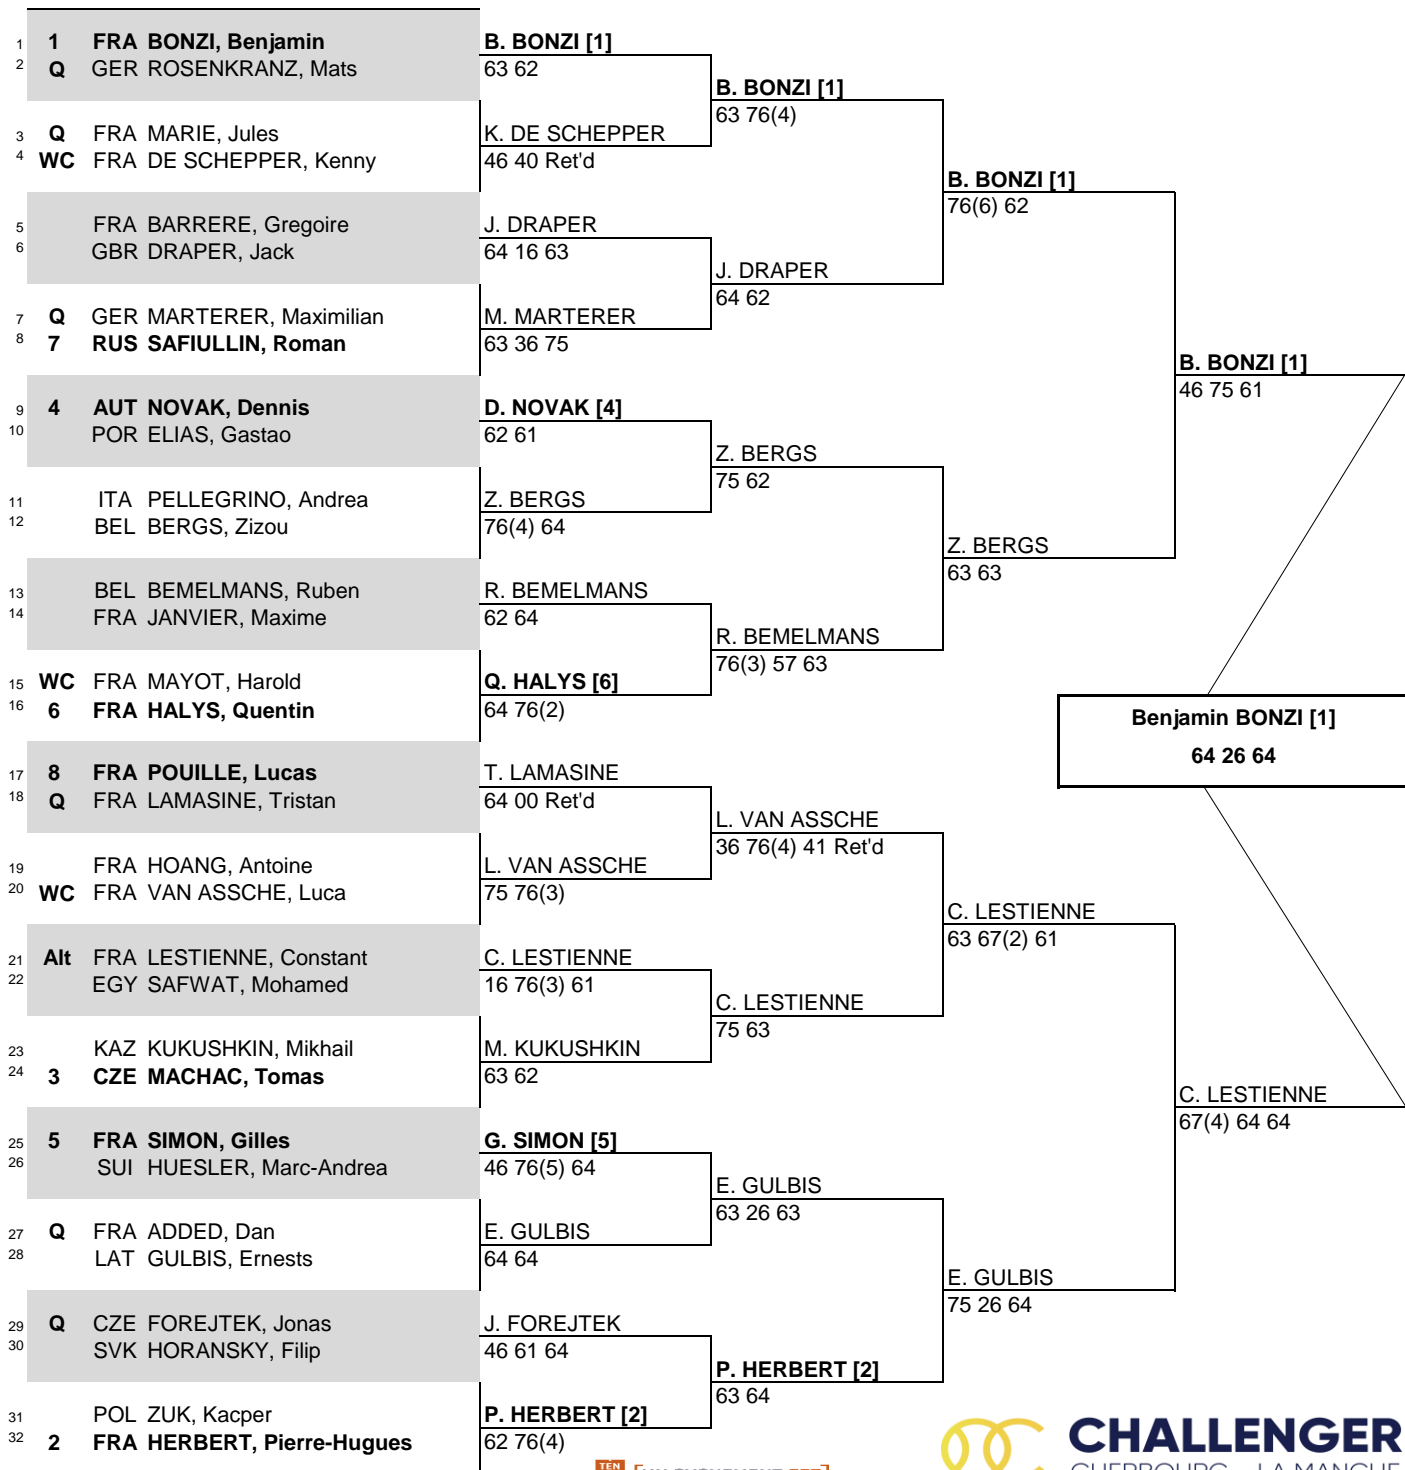 1 1 FRA BONZI, Benjamin
2 Q GER ROSENKRANZ, Mats
3 Q FRA MARIE, Jules
4 WC FRA DE SCHEPPER, Kenny
5 FRA BARRERE, Gregoire
6 GBR DRAPER, Jack
7 Q GER MARTERER, Maximilian
8 7 RUS SAFIULLIN, Roman
9 4 AUT NOVAK, Dennis
10 POR ELIAS, Gastao
11 ITA PELLEGRINO, Andrea
12 BEL BERGS, Zizou
13 BEL BEMELMANS, Ruben
14 FRA JANVIER, Maxime
15 WC FRA MAYOT, Harold
16 6 FRA HALYS, Quentin
17 8 FRA POUILLE, Lucas
18 Q FRA LAMASINE, Tristan
19 FRA HOANG, Antoine
20 WC FRA VAN ASSCHE, Luca
21 Alt FRA LESTIENNE, Constant
22 EGY SAFWAT, Mohamed
23 KAZ KUKUSHKIN, Mikhail
24 3 CZE MACHAC, Tomas
25 5 FRA SIMON, Gilles
26 SUI HUESLER, Marc-Andrea
27 Q FRA ADDED, Dan
28 LAT GULBIS, Ernests
29 Q CZE FOREJTEK, Jonas
30 SVK HORANSKY, Filip
31 POL ZUK, Kacper
32 2 FRA HERBERT, Pierre-Hugues
B. BONZI [1]
63 62
K. DE SCHEPPER
46 40 Ret'd
J. DRAPER
64 16 63
M. MARTERER
63 36 75
D. NOVAK [4]
62 61
Z. BERGS
76(4) 64
R. BEMELMANS
62 64
Q. HALYS [6]
64 76(2)
T. LAMASINE
64 00 Ret'd
L. VAN ASSCHE
75 76(3)
C. LESTIENNE
16 76(3) 61
M. KUKUSHKIN
63 62
G. SIMON [5]
46 76(5) 64
E. GULBIS
64 64
J. FOREJTEK
46 61 64
P. HERBERT [2]
62 76(4)
B. BONZI [1]
63 76(4)
J. DRAPER
64 62
Z. BERGS
75 62
R. BEMELMANS
76(3) 57 63
L. VAN ASSCHE
36 76(4) 41 Ret'd
C. LESTIENNE
75 63
E. GULBIS
63 26 63
P. HERBERT [2]
63 64
B. BONZI [1]
76(6) 62
Z. BERGS
63 63
C. LESTIENNE
63 67(2) 61
E. GULBIS
75 26 64
B. BONZI [1]
46 75 61
C. LESTIENNE
67(4) 64 64
Benjamin BONZI [1]
64 26 64
CHALLENGER